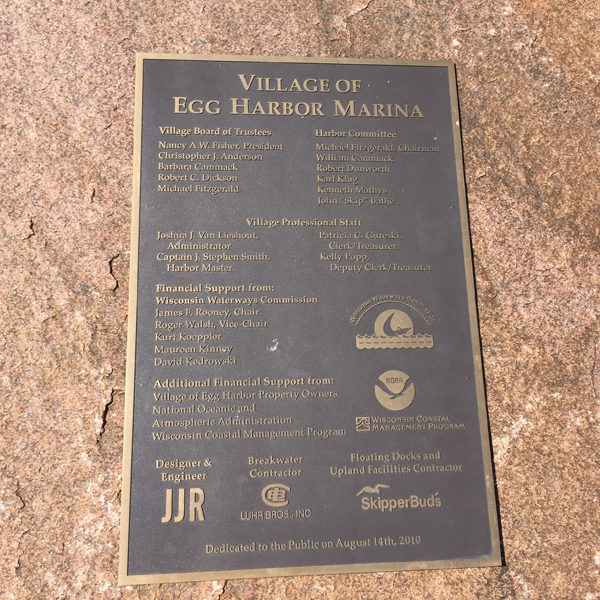 VILLAGE OF
EGG HARBOR MARINA
Village Board of Trustees
Nancy A.W. Fisher, President
Christopher J. Anderson
Barbara Cammack
Robert C. Dickson
Michael Fitzgerald
Harbor Committee
Michael Fitzgerald, Chairman
William Cammack
Robert Dunworth
Karl Klug
Kenneth Mathys
John "Skip"
Village Professional Staff
Joshua J. Van Lieshout,
Administrator
Captain J. Stephen Smith,
Harbor Master
Patricia C. Gureski,
Clerk/Treasurer
Kelly Popp,
Deputy Clerk/Treasurer
Financial Support from:
Wisconsin Waterways Commission
James F. Rooney, Chair
Roger Walsh, Vice-Chair
Kurt Koeppler
Maureen Kinney
David Kedrowski
Wisconsin Waterways Commission
Additional Financial Support from:
Village of Egg Harbor Property Owners
National Oceanic and
Atmospheric Administration
Wisconsin Coastal Management Program
NOAA
WISCONSIN COASTAL
MANAGEMENT PROGRAM
Designer &
Engineer
JJR
Breakwater
Contractor
LUHR BROS., INC.
Floating Docks and
Upland Facilities Contractor
SkipperBud's
Dedicated to the Public on August 14th, 2010